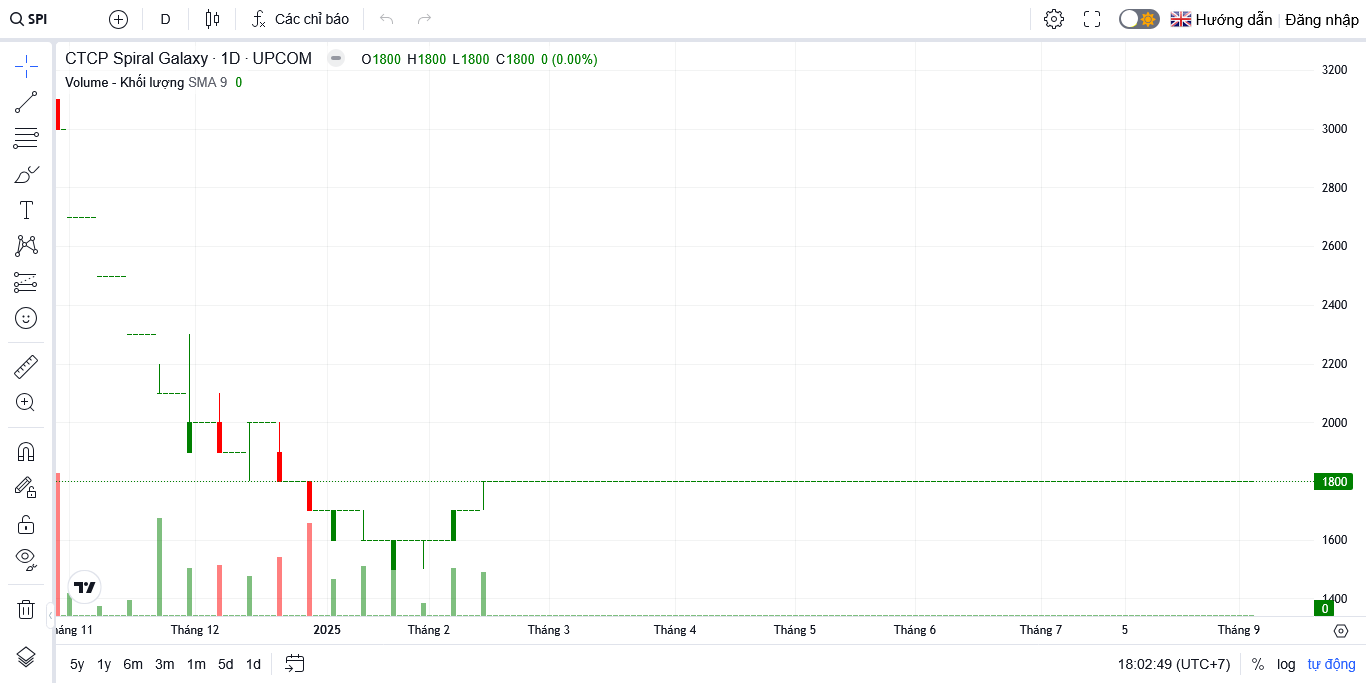 SPI D Các chỉ báo Hướng dẫn Đăng nhập
CTCP Spiral Galaxy · 1D · UPCOM O1800 H1800 L1800 C1800 0 (0.00%)
Volume - Khối lượng SMA 9 0
3200
3000
2800
2600
2400
2200
2000
1800
1600
1400
0
háng 11 Tháng 12 2025 Tháng 2 Tháng 3 Tháng 4 Tháng 5 Tháng 6 Tháng 7 5 Tháng 9
5y 1y 6m 3m 1m 5d 1d 18:02:49 (UTC+7) % log tự động